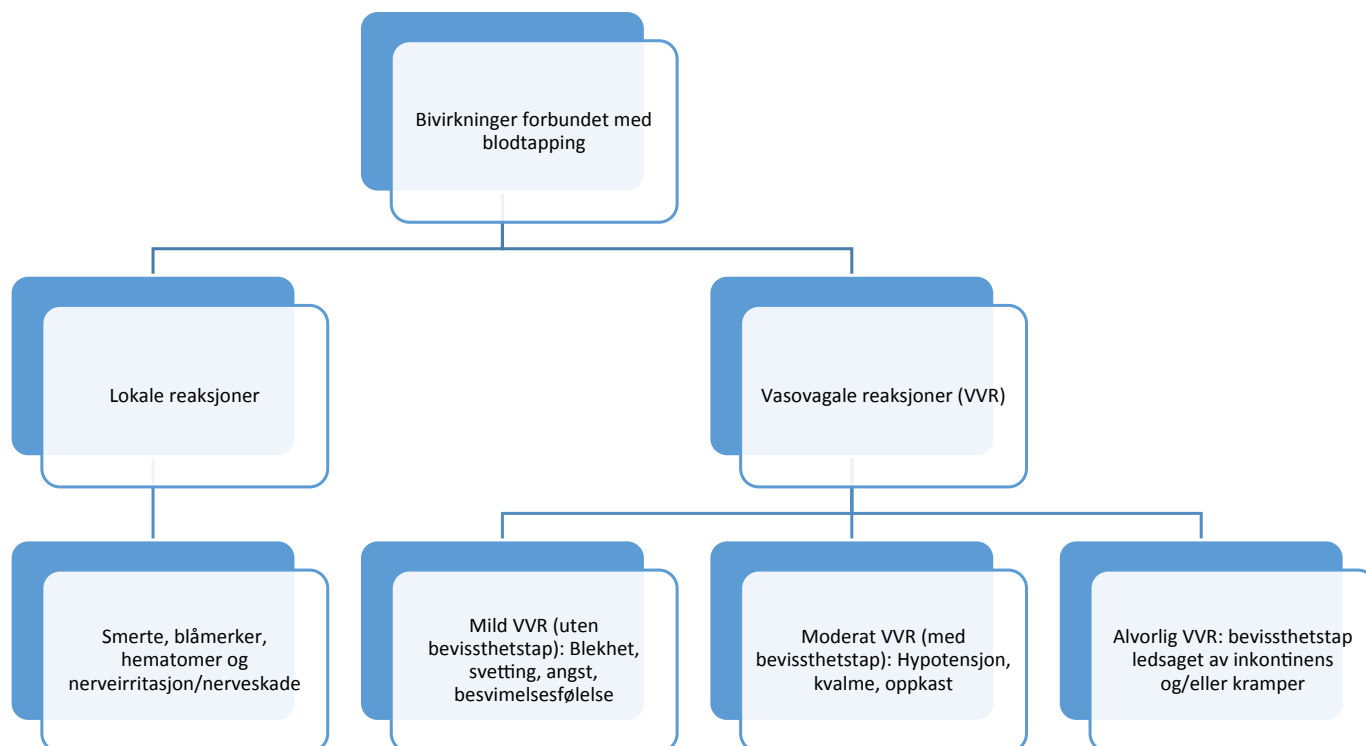 Bivirkninger forbundet med
blodtapping
Lokale reaksjoner
Vasovagale reaksjoner (VVR)
Smerte, blåmerker,
hematomer og
nerveirritasjon/nerveskade
Mild VVR (uten
bevissthetstap): Blekhet,
svetting, angst,
besvimelsesfølelse
Moderat VVR (med
bevissthetstap): Hypotensjon,
kvalme, oppkast
Alvorlig VVR: bevissthetstap
ledsaget av inkontinens
og/eller kramper